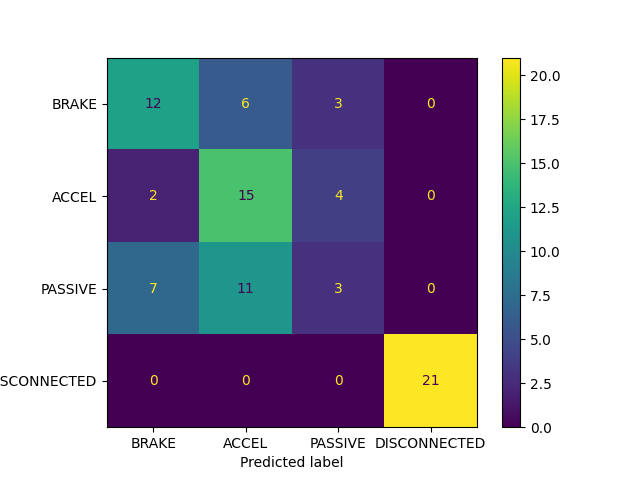 BRAKE 12 6 3 0
ACCEL 2 15 4 0
PASSIVE 7 11 3 0
SCONNECTED 0 0 0 21
BRAKE ACCEL PASSIVE DISCONNECTED
Predicted label
20.0
17.5
15.0
12.5
10.0
7.5
5.0
2.5
0.0